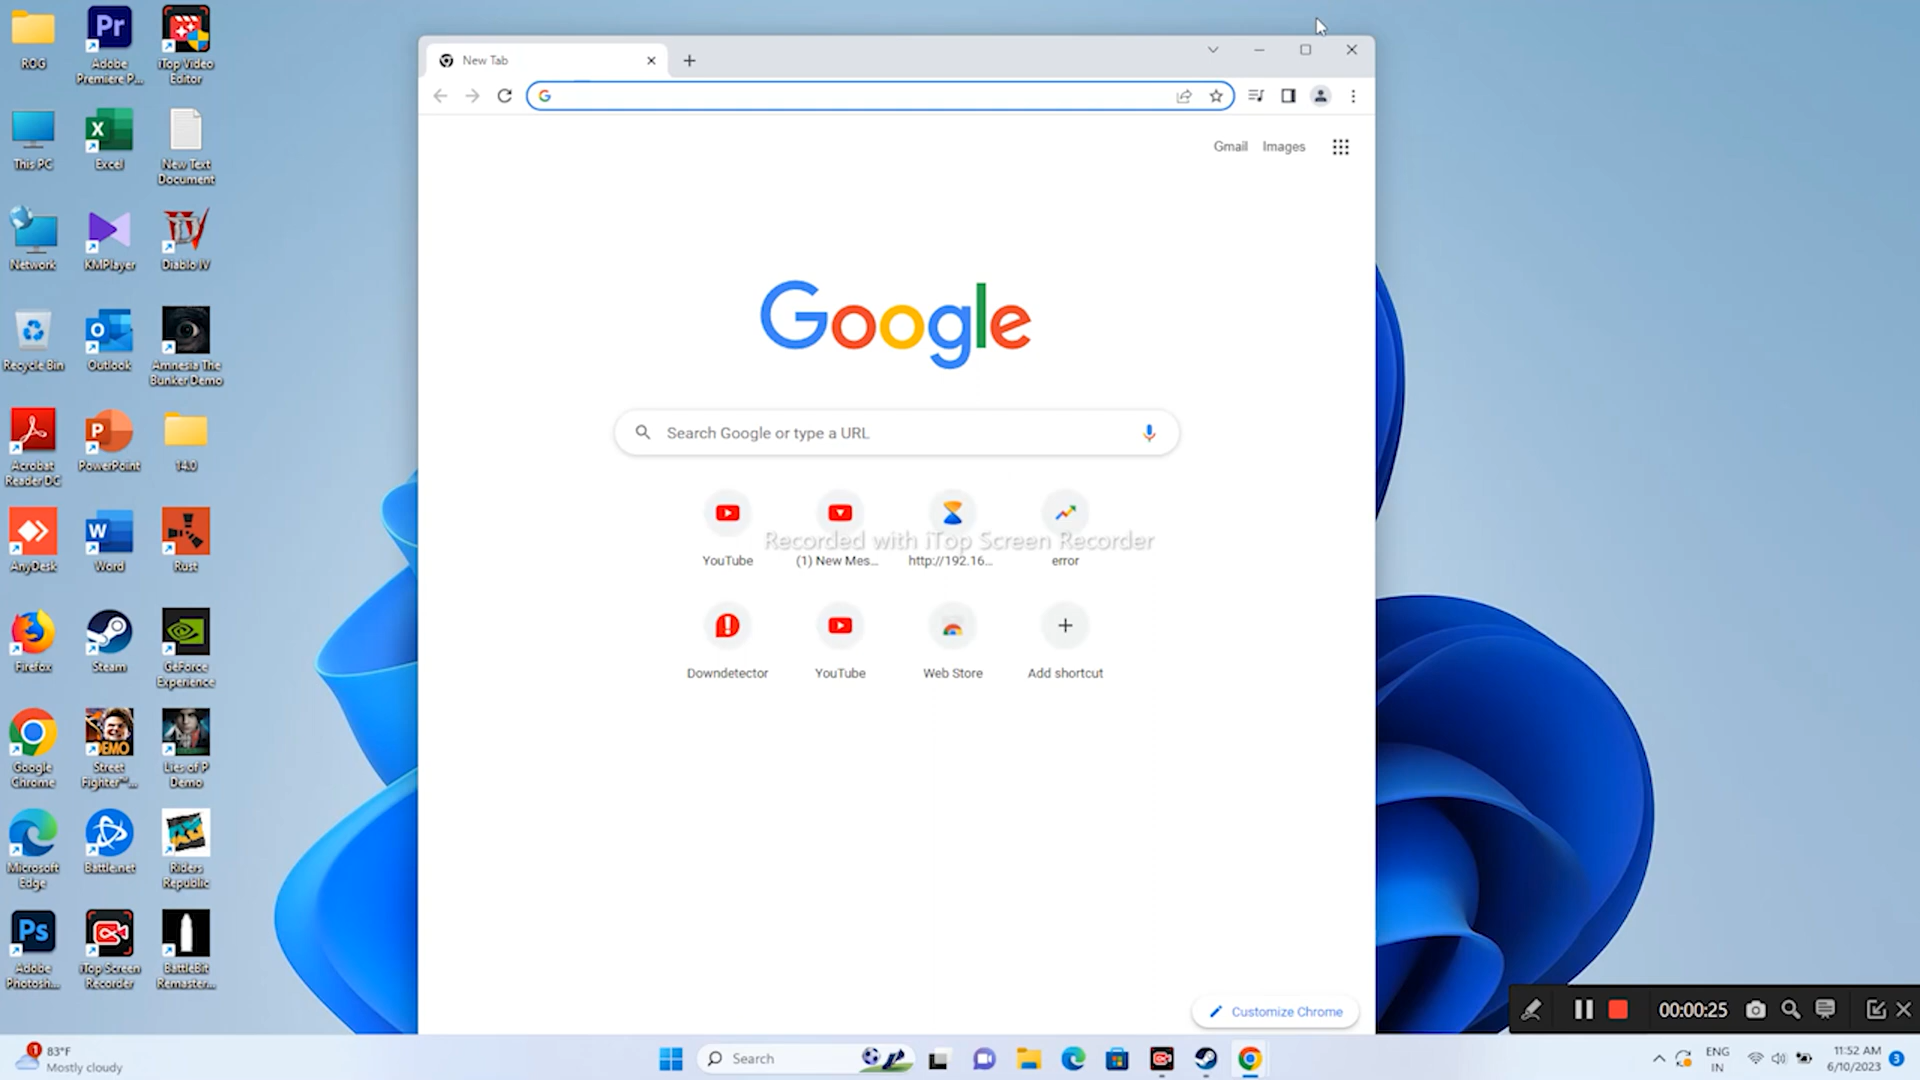 ROG
Adobe
Premiere P...
iTop Video
Editor
This PC
Excel
New Text
Document
Network
KMPlayer
Diablo IV
Recycle Bin
Outlook
Amnesia The
Bunker Demo
Acrobat
Reader DC
PowerPoint
14.0
AnyDesk
Word
Rust
Firefox
Steam
GeForce
Experience
Google
Chrome
DEMO
Street
Fighter™...
Lies of P
Demo
Microsoft
Edge
Battle.net
Riders
Republic
Adobe
Photosh...
iTop Screen
Recorder
BattleBit
Remaster...
New Tab
Gmail
Images
Google
Search Google or type a URL
YouTube
(1) New Mes...
http://192.16...
error
Recorded with iTop Screen Recorder
Downdetector
YouTube
Web Store
Add shortcut
Customize Chrome
00:00:25
1
83°F
Mostly cloudy
Search
ENG
IN
11:52 AM
6/10/2023
3